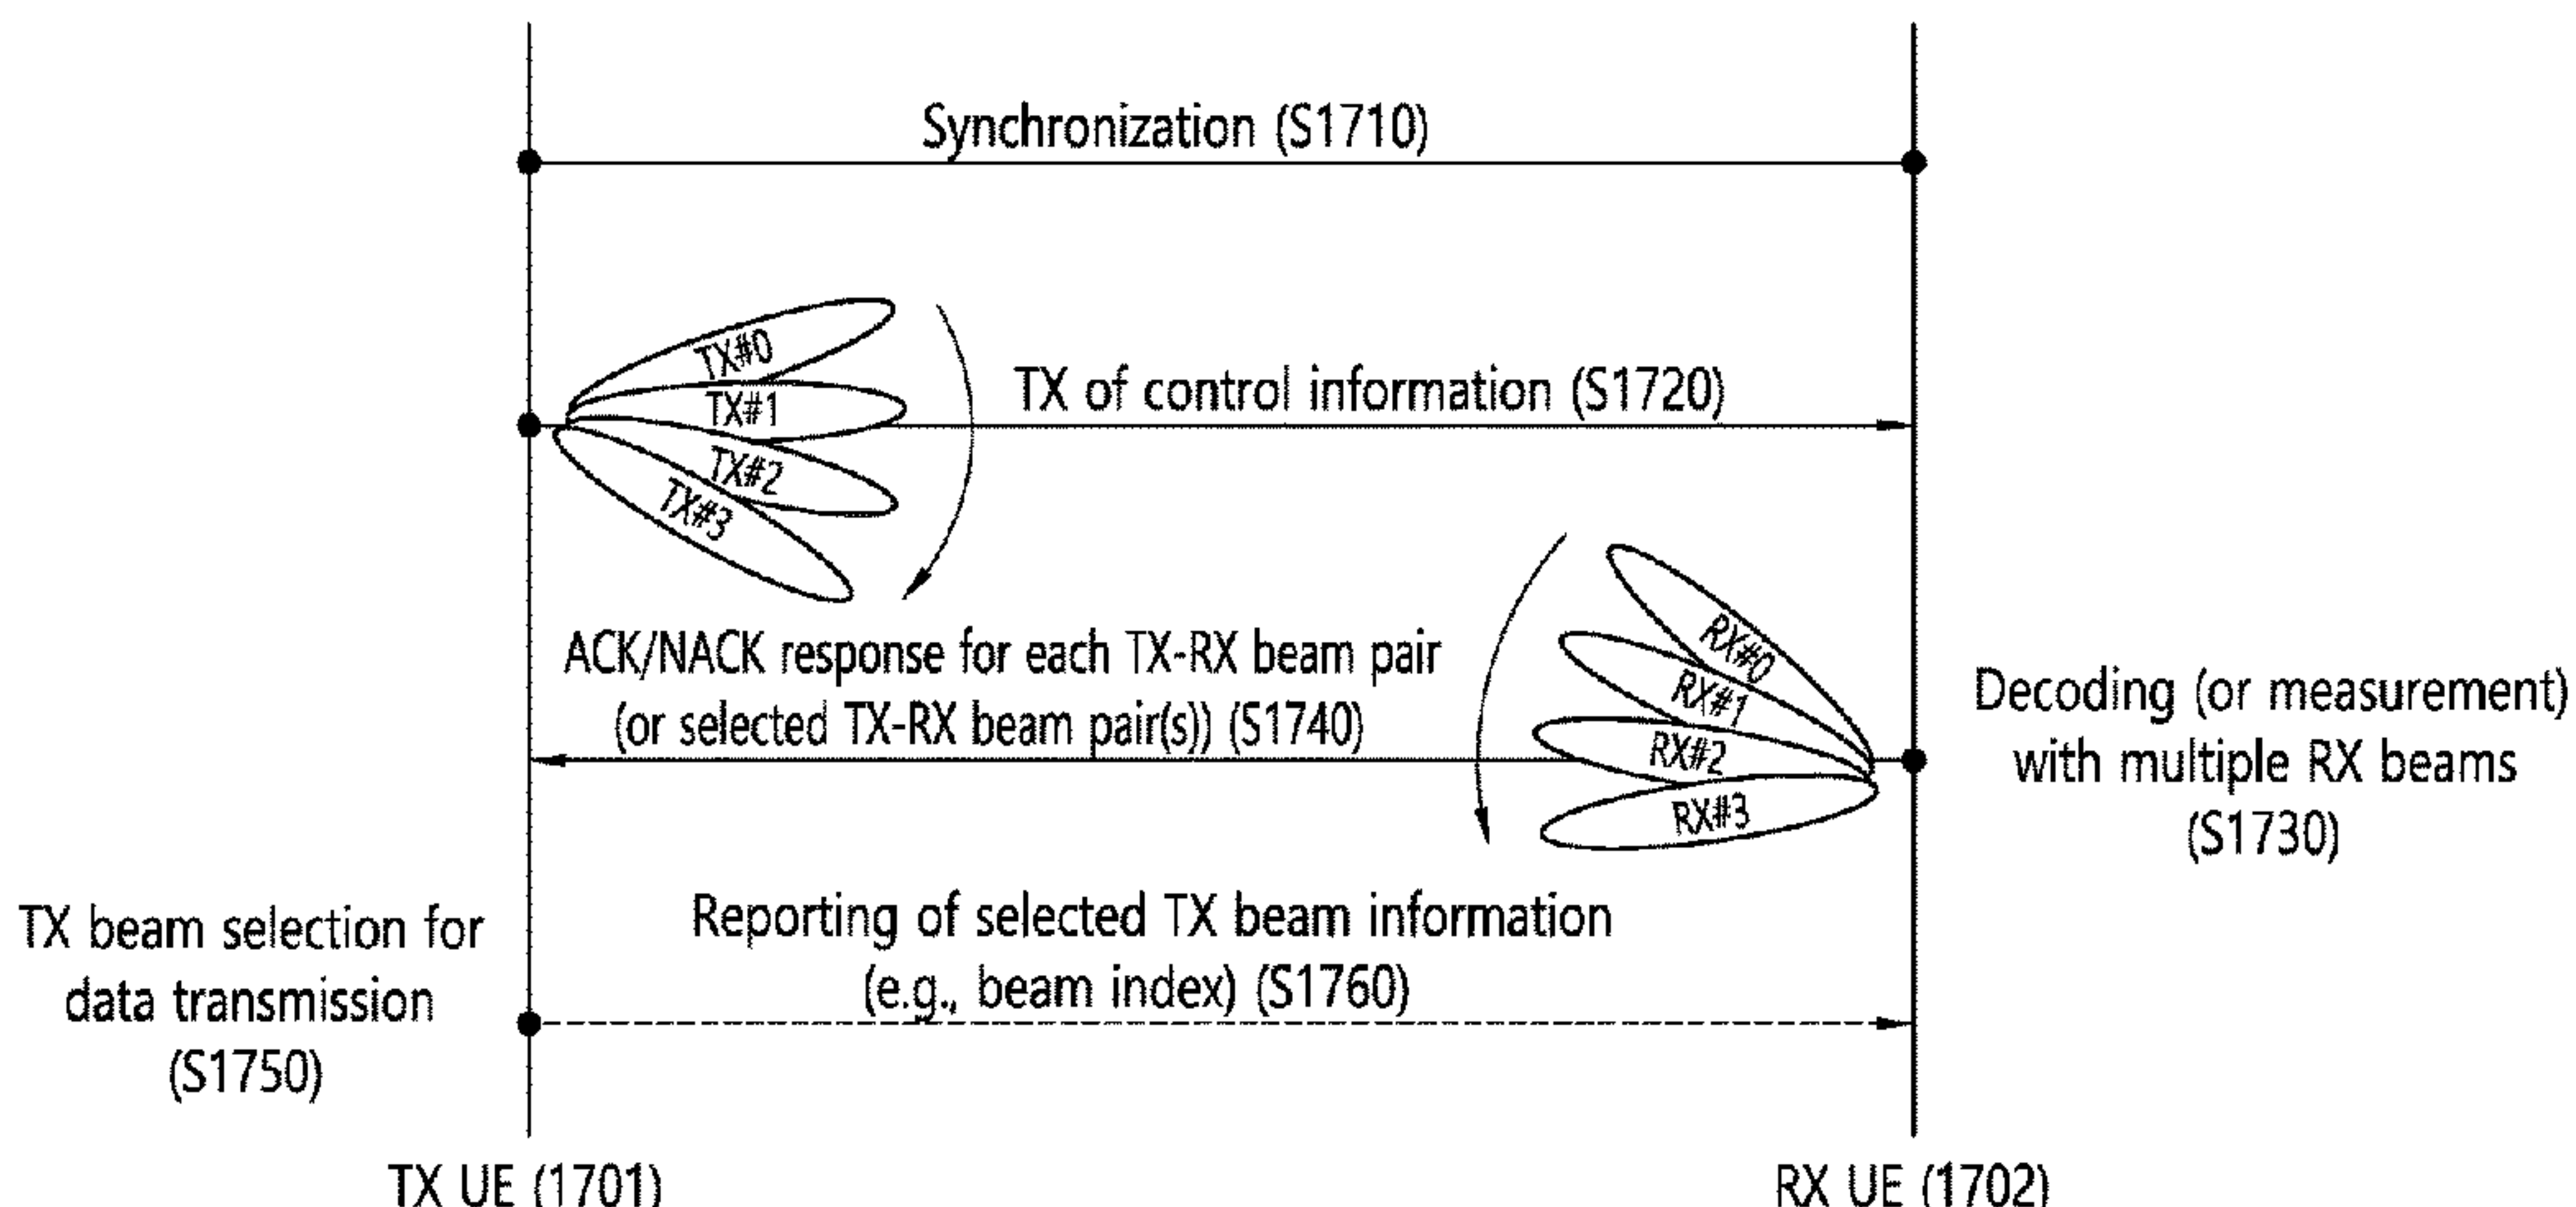 Synchronization (S1710)
TX#0
TX#1
TX#2
TX#3
TX of control information (S1720)
RX#0
RX#1
RX#2
RX#3
Decoding (or measurement)
with multiple RX beams
(S1730)
ACK/NACK response for each TX-RX beam pair
(or selected TX-RX beam pair(s)) (S1740)
TX beam selection for
data transmission
(S1750)
Reporting of selected TX beam information
(e.g., beam index) (S1760)
TX UE (1701)
RX UE (1702)